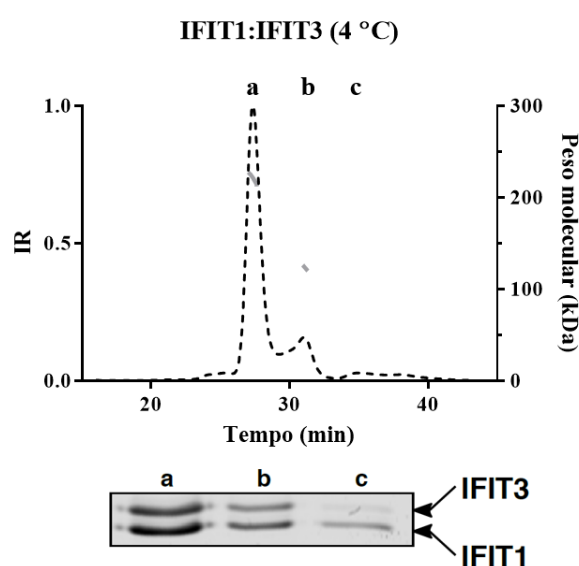 IFIT1:IFIT3 (4 °C)
a b c
1.0
0.5
0.0
IR
300
200
100
0
Peso molecular (kDa)
20 30 40
Tempo (min)
a b c
IFIT3
IFIT1